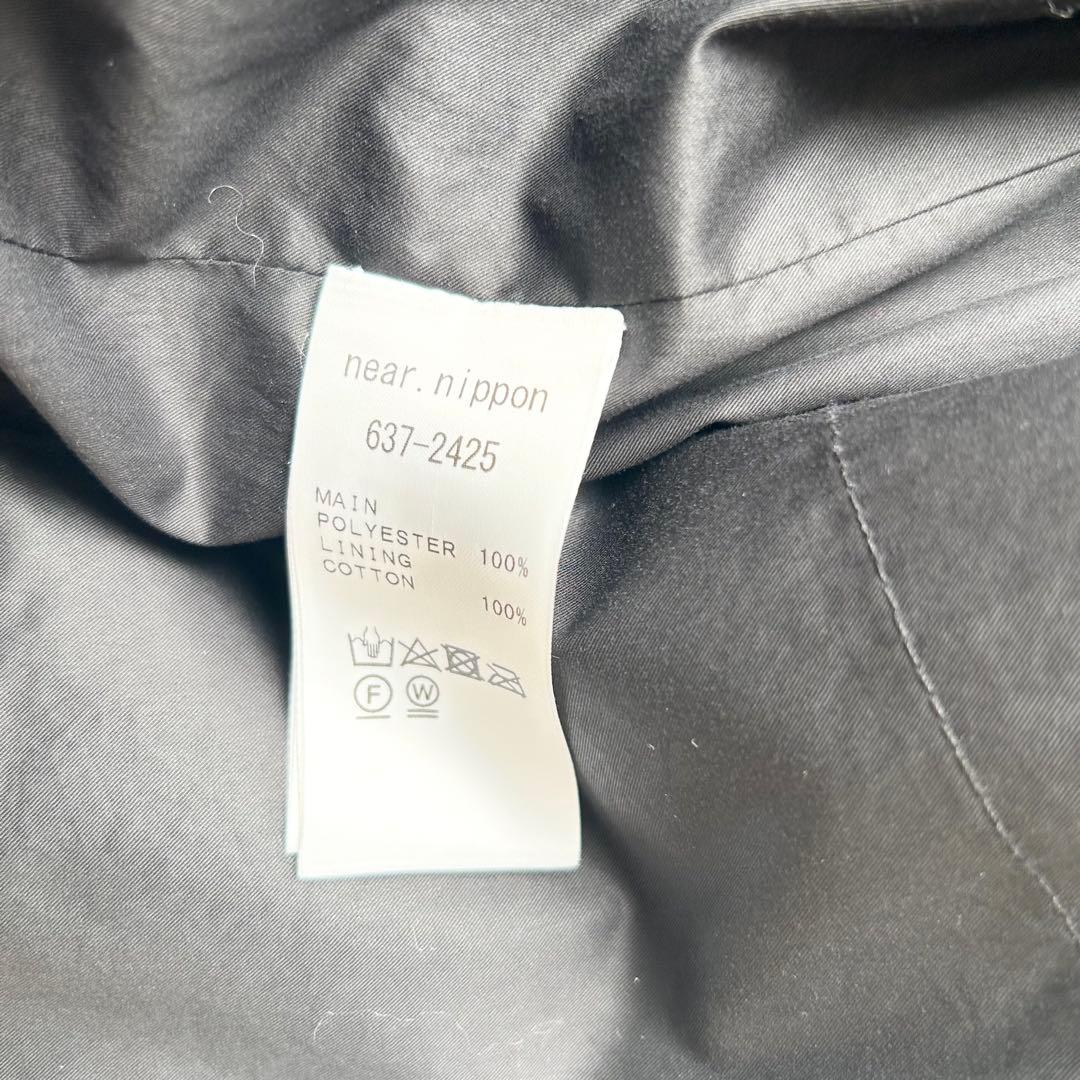 near. nippon
637-2425
MAIN
POLYESTER 100%
LINING
COTTON 100%
F W